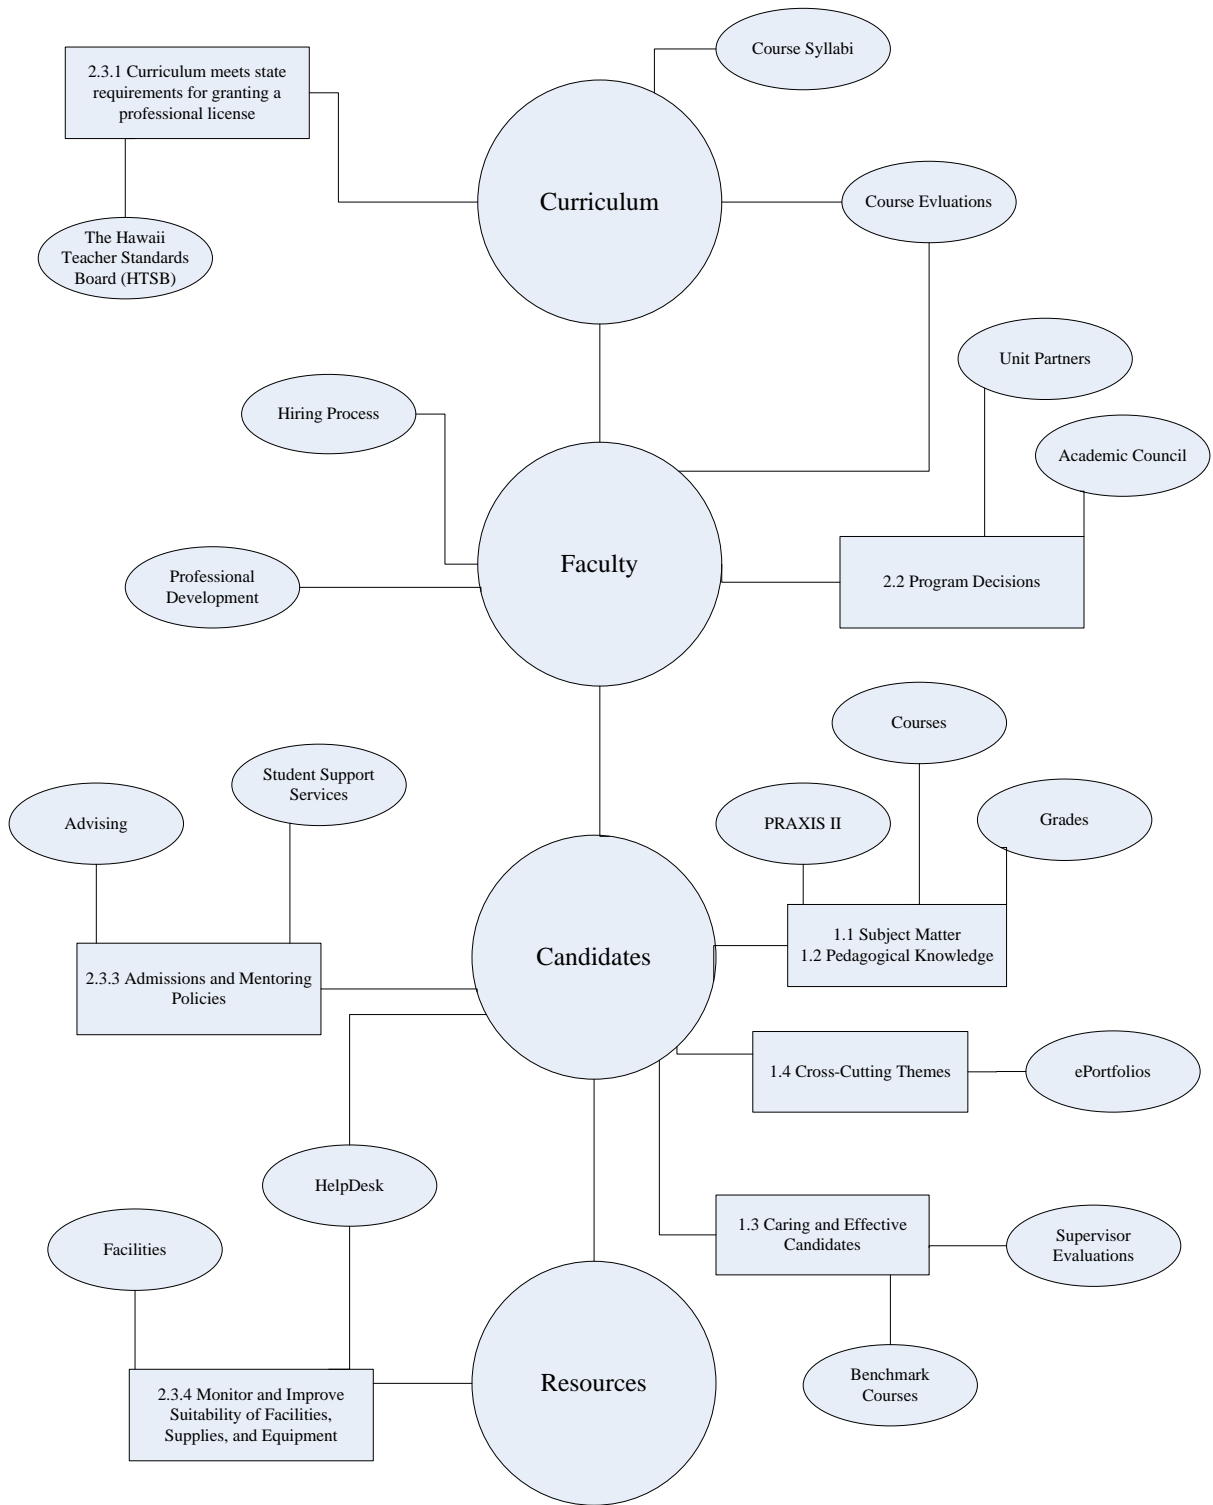 Course Syllabi
2.3.1 Curriculum meets state
requirements for granting a
professional license
Curriculum
Course Evluations
The Hawaii
Teacher Standards
Board (HTSB)
Unit Partners
Hiring Process
Academic Council
Faculty
2.2 Program Decisions
Professional
Development
Courses
Student Support
Services
Advising
PRAXIS II
Grades
1.1 Subject Matter
1.2 Pedagogical Knowledge
Candidates
2.3.3 Admissions and Mentoring
Policies
1.4 Cross-Cutting Themes
ePortfolios
HelpDesk
1.3 Caring and Effective
Candidates
Supervisor
Evaluations
Facilities
Resources
Benchmark
Courses
2.3.4 Monitor and Improve
Suitability of Facilities,
Supplies, and Equipment